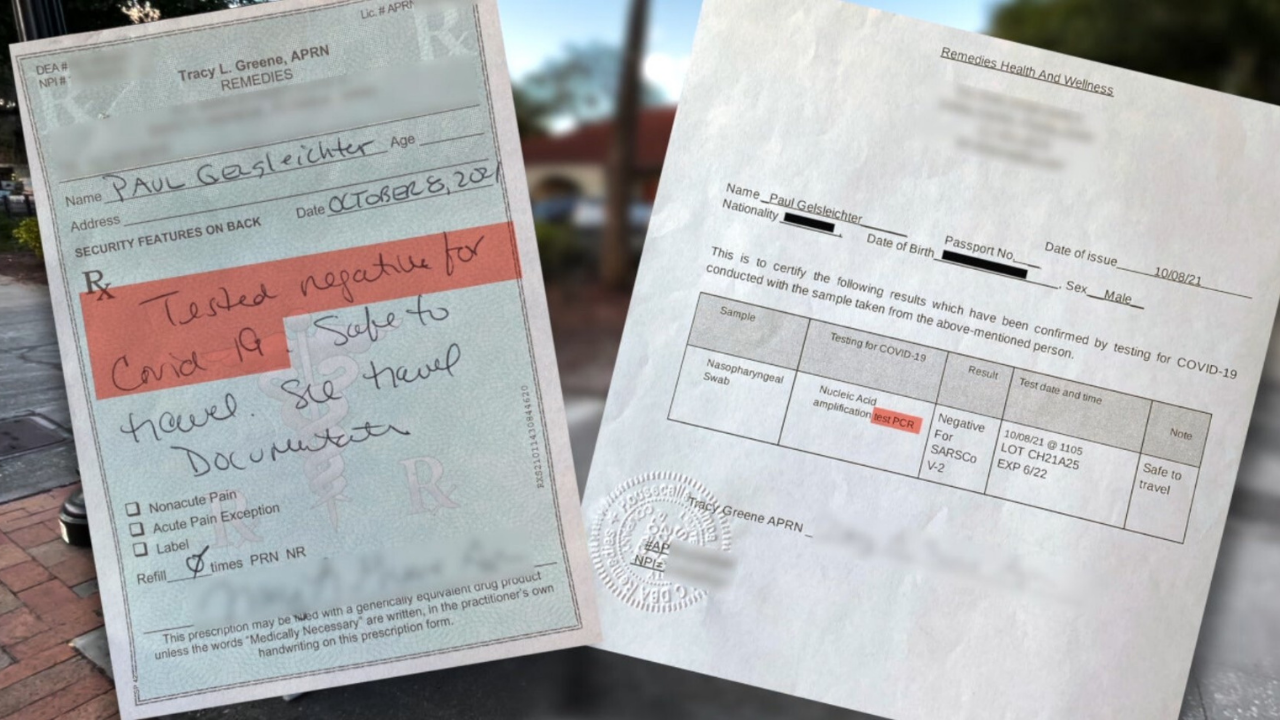 Lic. # APRN
DEA #
NPI #
Tracy L. Greene, APRN
REMEDIES
Name PAUL Gelsleichter Age
Address Date OCTOBER 8, 2021
SECURITY FEATURES ON BACK
Rx
Tested negative for
Covid 19. Safe to
travel. See travel
Documents
Nonacute Pain
Acute Pain Exception
Label
Refill 0 times PRN NR
This prescription may be filled with a generically equivalent drug product
unless the words "Medically Necessary" are written, in the practitioner's own
handwriting on this prescription form.
Remedies Health And Wellness
Name Paul Gelsleichter
Nationality Date of Birth Passport No Date of issue 10/08/21
Sex Male
This is to certify the following results which have been confirmed by testing for COVID-19
conducted with the sample taken from the above-mentioned person.
Sample Testing for COVID-19 Result Test date and time Note
Nasopharyngeal
Swab
Nucleic Acid
amplification test PCR
Negative
For
SARSCo
V-2
10/08/21 @ 1105
LOT CH21A25
EXP 6/22
Safe to
travel
Tracy Greene APRN
#AP
NPI#